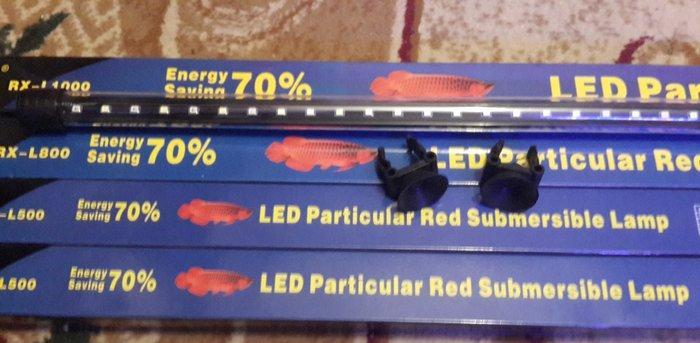 ®
RX-L1000 Energy Saving 70% LED Par
RX-L800 Energy Saving 70% LED Particular Re
-L500 Energy Saving 70% LED Particular Red Submersible Lamp
L500 Energy Saving 70% LED Particular Red Submersible Lamp